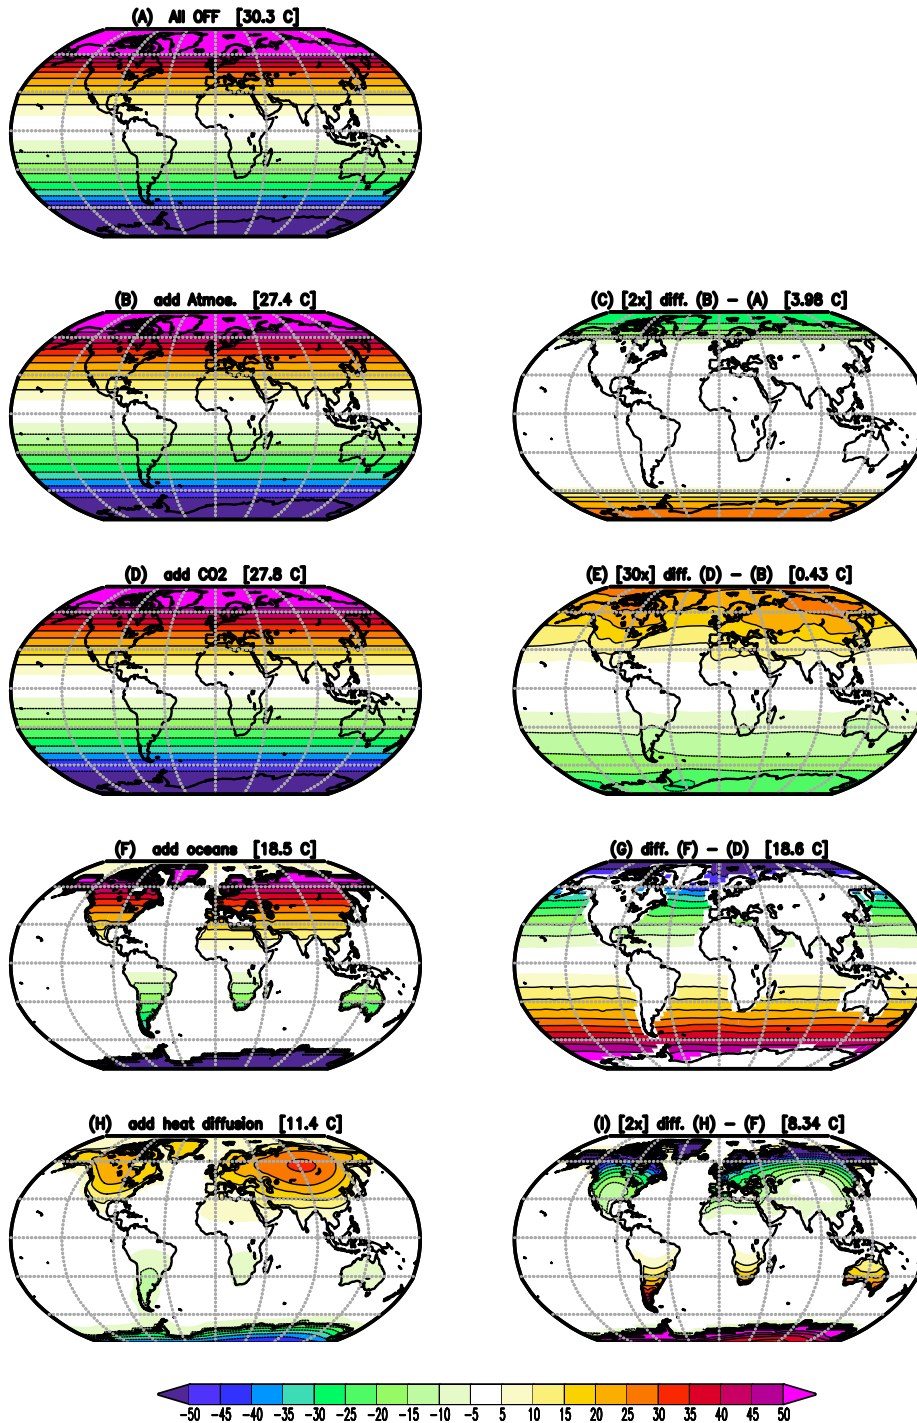 (A) All OFF [30.3 C]
(B) add Atmos. [27.4 C]
(C) [2x] diff. (B) − (A) [3.98 C]
(D) add CO2 [27.8 C]
(E) [30x] diff. (D) − (B) [0.43 C]
(F) add oceans [18.5 C]
(G) diff. (F) − (D) [18.6 C]
(H) add heat diffusion [11.4 C]
(I) [2x] diff. (H) − (F) [8.34 C]
−50 −45 −40 −35 −30 −25 −20 −15 −10 −5 5 10 15 20 25 30 35 40 45 50